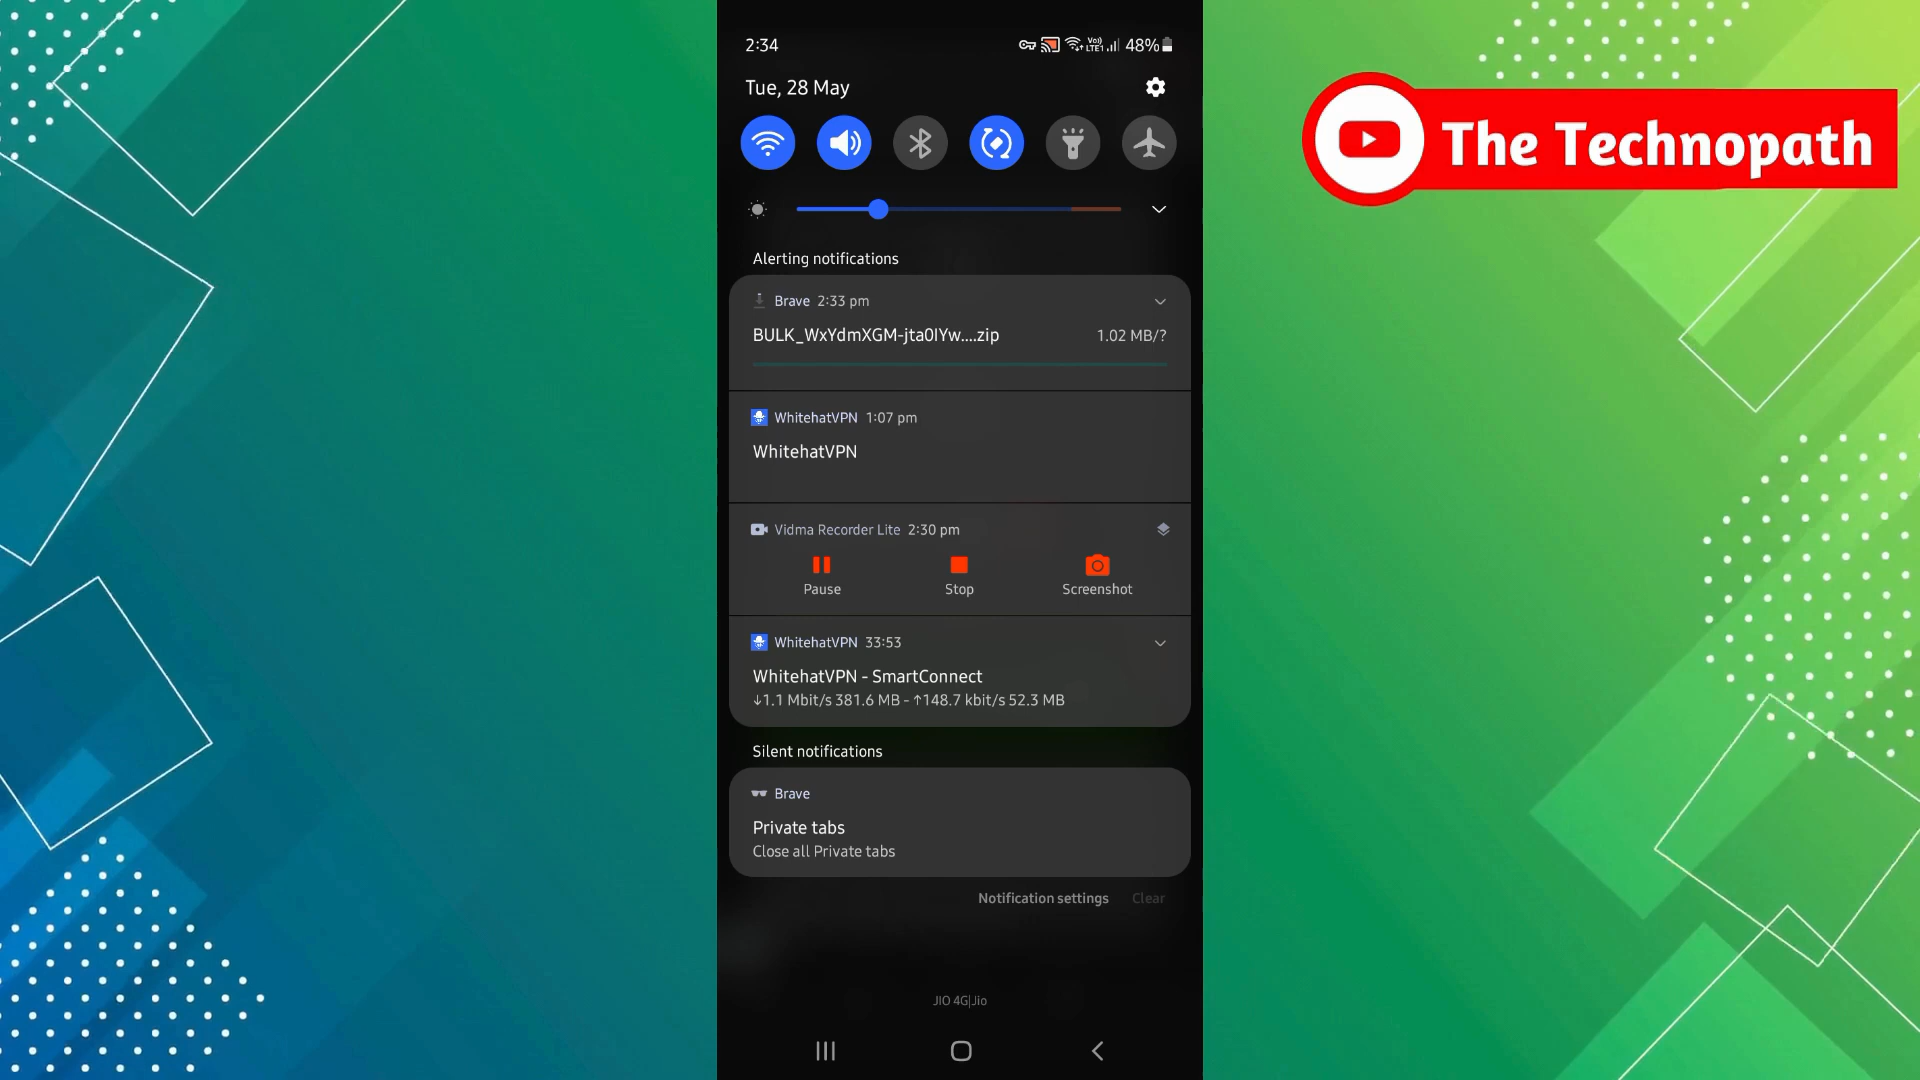 2:34
48%
Tue, 28 May
The Technopath
Alerting notifications
Brave 2:33 pm
BULK_WxYdmXGM-jta0IYw....zip 1.02 MB/?
WhitehatVPN 1:07 pm
WhitehatVPN
Vidma Recorder Lite 2:30 pm
Pause Stop Screenshot
WhitehatVPN 33:53
WhitehatVPN - SmartConnect
↓1.1 Mbit/s 381.6 MB - ↑148.7 kbit/s 52.3 MB
Silent notifications
Brave
Private tabs
Close all Private tabs
Notification settings Clear
JIO 4G|Jio